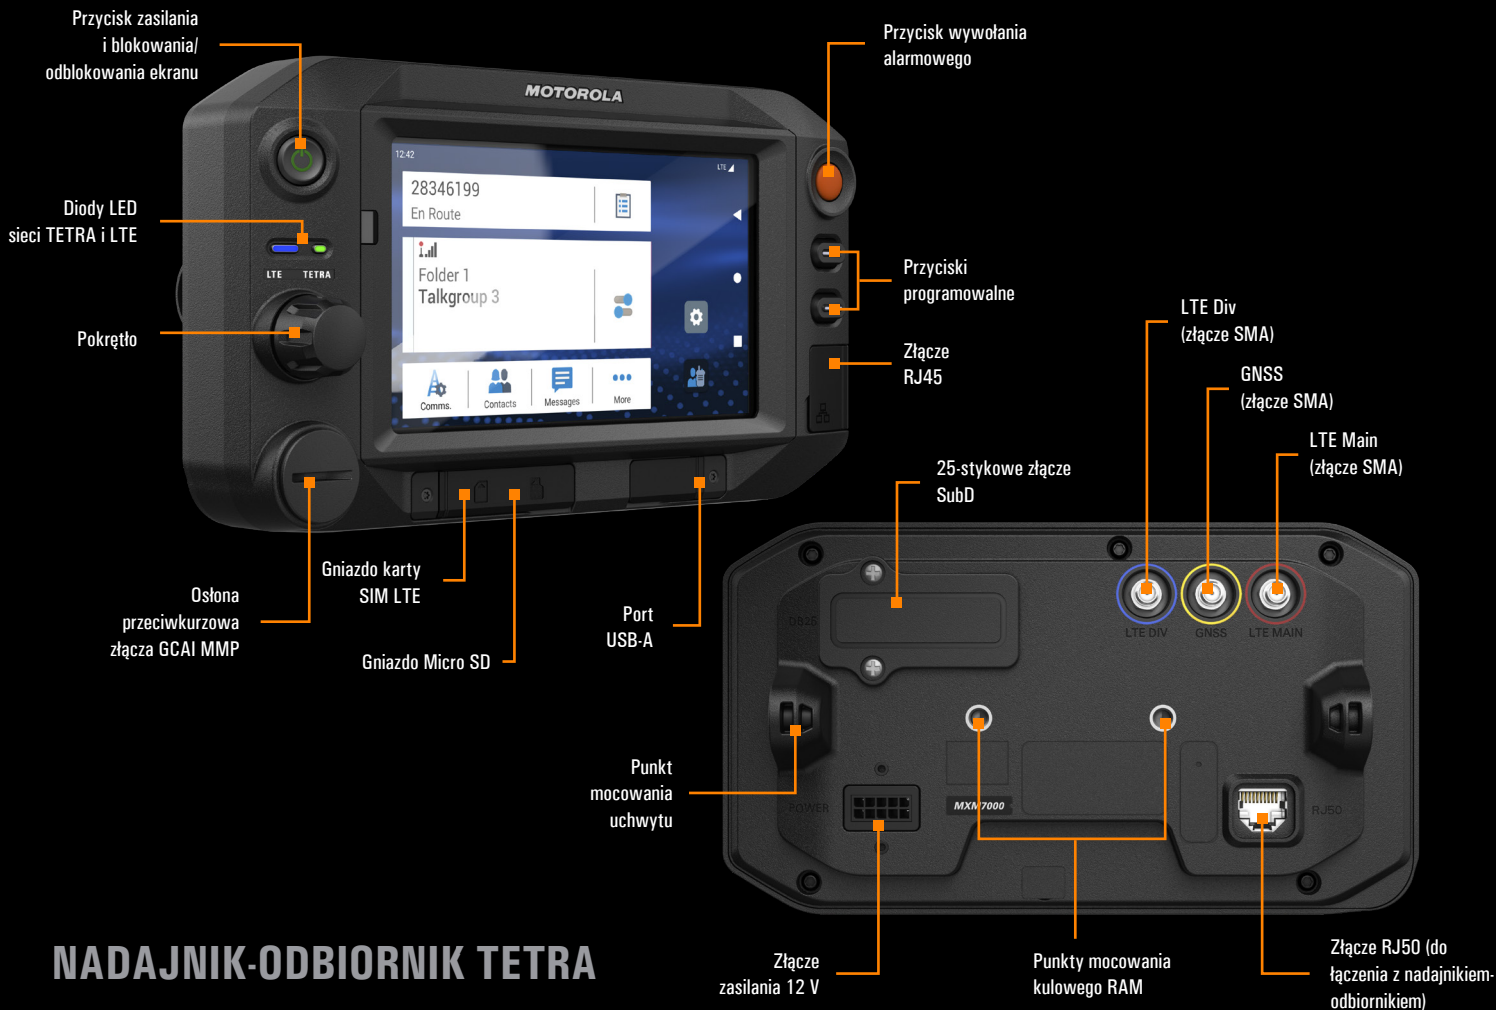 Przycisk zasilania
i blokowania/
odblokowania ekranu
Przycisk wywołania
alarmowego
MOTOROLA
12:42
LTE
28346199
En Route
Diody LED
sieci TETRA i LTE
LTE TETRA
Folder 1
Talkgroup 3
Pokrętło
Przyciski
programowalne
Złącze
RJ45
Comms.
Contacts
Messages
More
LTE Div
(złącze SMA)
GNSS
(złącze SMA)
LTE Main
(złącze SMA)
25-stykowe złącze
SubD
Osłona
przeciwkurzowa
złącza GCAI MMP
Gniazdo karty
SIM LTE
Gniazdo Micro SD
Port
USB-A
DB25
LTE DIV
GNSS
LTE MAIN
Punkt
mocowania
uchwytu
POWER
MXM7000
RJ50
NADAJNIK-ODBIORNIK TETRA
Złącze
zasilania 12 V
Punkty mocowania
kulowego RAM
Złącze RJ50 (do
łączenia z nadajnikiem-
odbiornikiem)